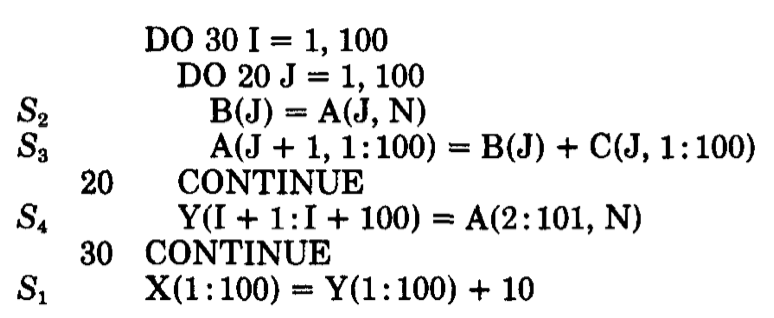 DO 30 I = 1, 100
DO 20 J = 1, 100
S₂ B(J) = A(J, N)
S₃ A(J + 1, 1:100) = B(J) + C(J, 1:100)
20 CONTINUE
S₄ Y(I + 1:I + 100) = A(2:101, N)
30 CONTINUE
S₁ X(1:100) = Y(1:100) + 10